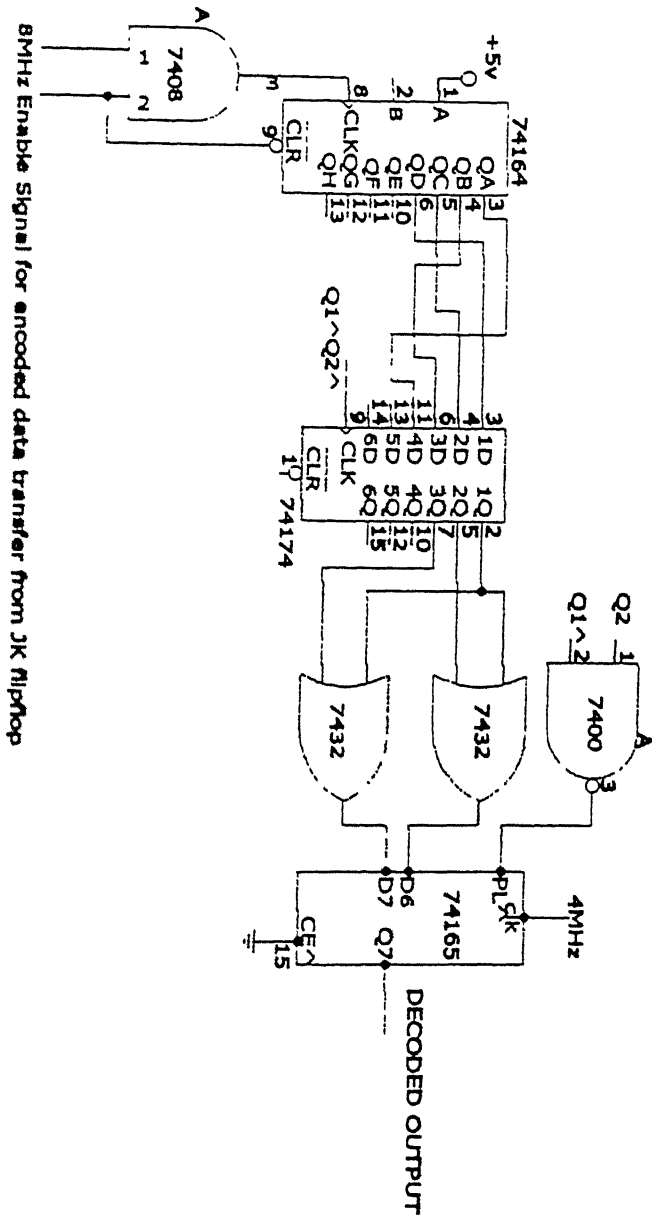 8MHz Enable Signal for encoded data transfer from JK flipflop
A
1
2
7408
3
+5v
1
2
8
A
B
CLK
9
CLR
74164
QA
QB
QC
QD
QE
QF
QG
QH
3
4
5
6
10
11
12
13
Q1^Q2^
3
4
6
11
13
14
9
1D
2D
3D
4D
5D
6D
CLK
1
CLR
1Q
2Q
3Q
4Q
5Q
6Q
2
5
7
10
12
15
74174
7432
7432
Q2
Q1^
1
2
7400
A
3
PL
D6
D7
74165
4MHz
CE^
15
Q7
DECODED OUTPUT